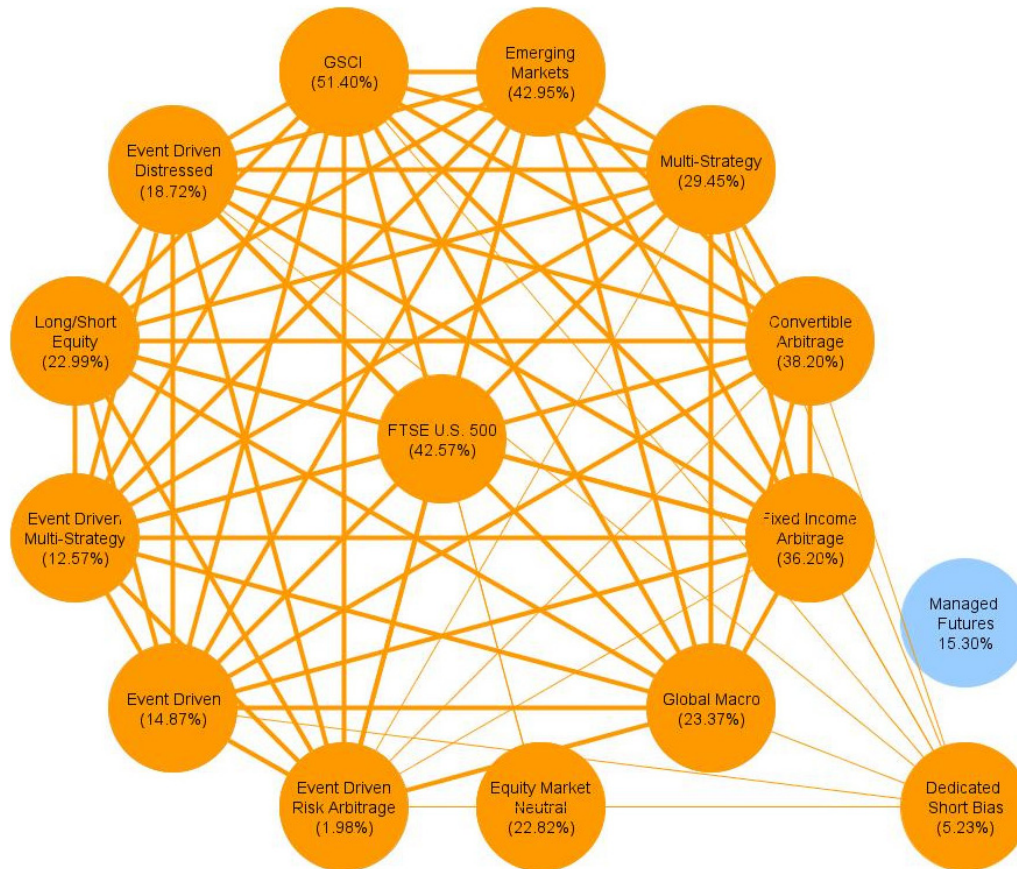 GSCI
(51.40%)
Emerging
Markets
(42.95%)
Event Driven
Distressed
(18.72%)
Multi-Strategy
(29.45%)
Long/Short
Equity
(22.99%)
Convertible
Arbitrage
(38.20%)
FTSE U.S. 500
(42.57%)
Event Driven
Multi-Strategy
(12.57%)
Fixed Income
Arbitrage
(36.20%)
Managed
Futures
15.30%
Event Driven
(14.87%)
Global Macro
(23.37%)
Event Driven
Risk Arbitrage
(1.98%)
Equity Market
Neutral
(22.82%)
Dedicated
Short Bias
(5.23%)